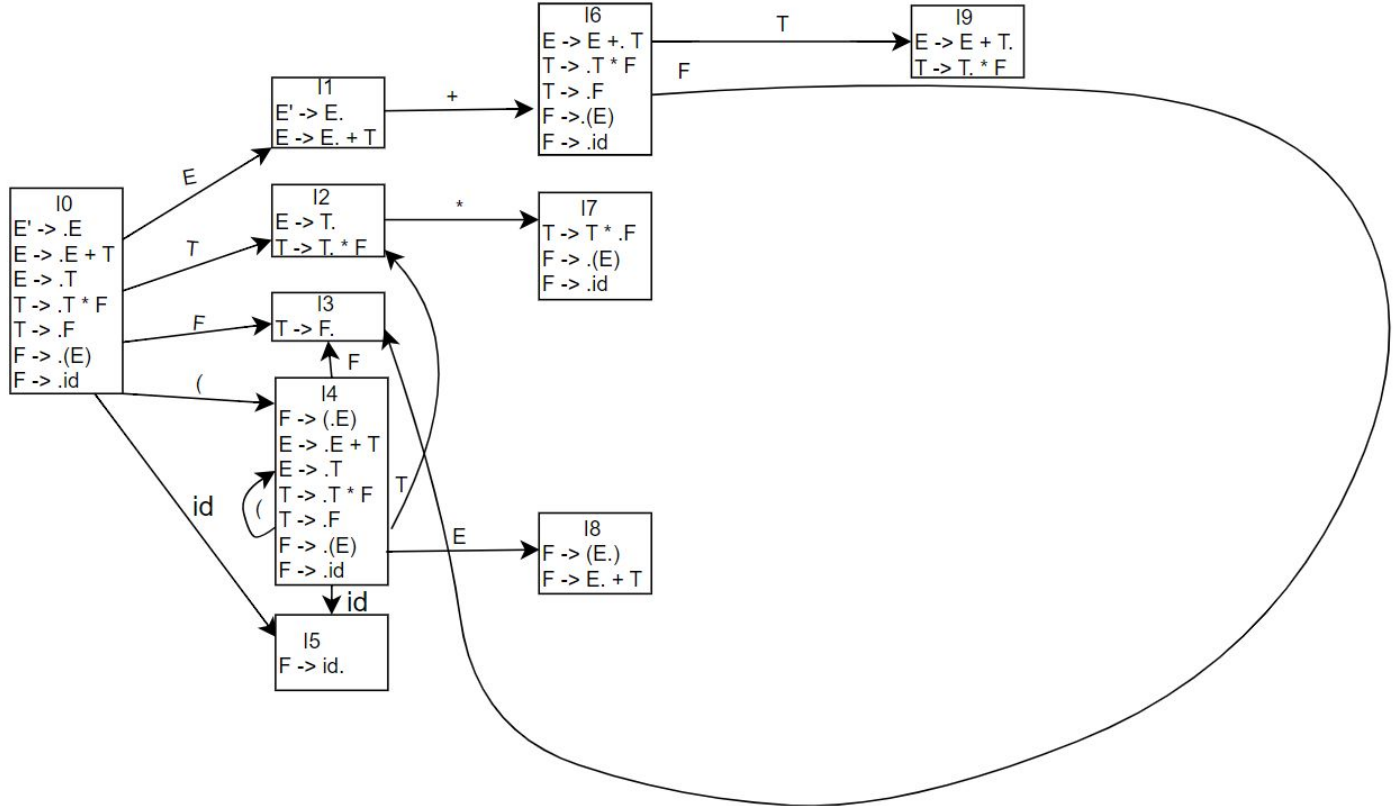 I0
E' -> .E
E -> .E + T
E -> .T
T -> .T * F
T -> .F
F -> .(E)
F -> .id
E
T
F
(
id
I1
E' -> E.
E -> E. + T
+
I2
E -> T.
T -> T. * F
*
I3
T -> F.
F
I4
F -> (.E)
E -> .E + T
E -> .T
T -> .T * F
T -> .F
F -> .(E)
F -> .id
(
T
E
id
I5
F -> id.
I6
E -> E +. T
T -> .T * F
T -> .F
F ->.(E)
F -> .id
T
F
I7
T -> T * .F
F -> .(E)
F -> .id
I8
F -> (E.)
F -> E. + T
I9
E -> E + T.
T -> T. * F